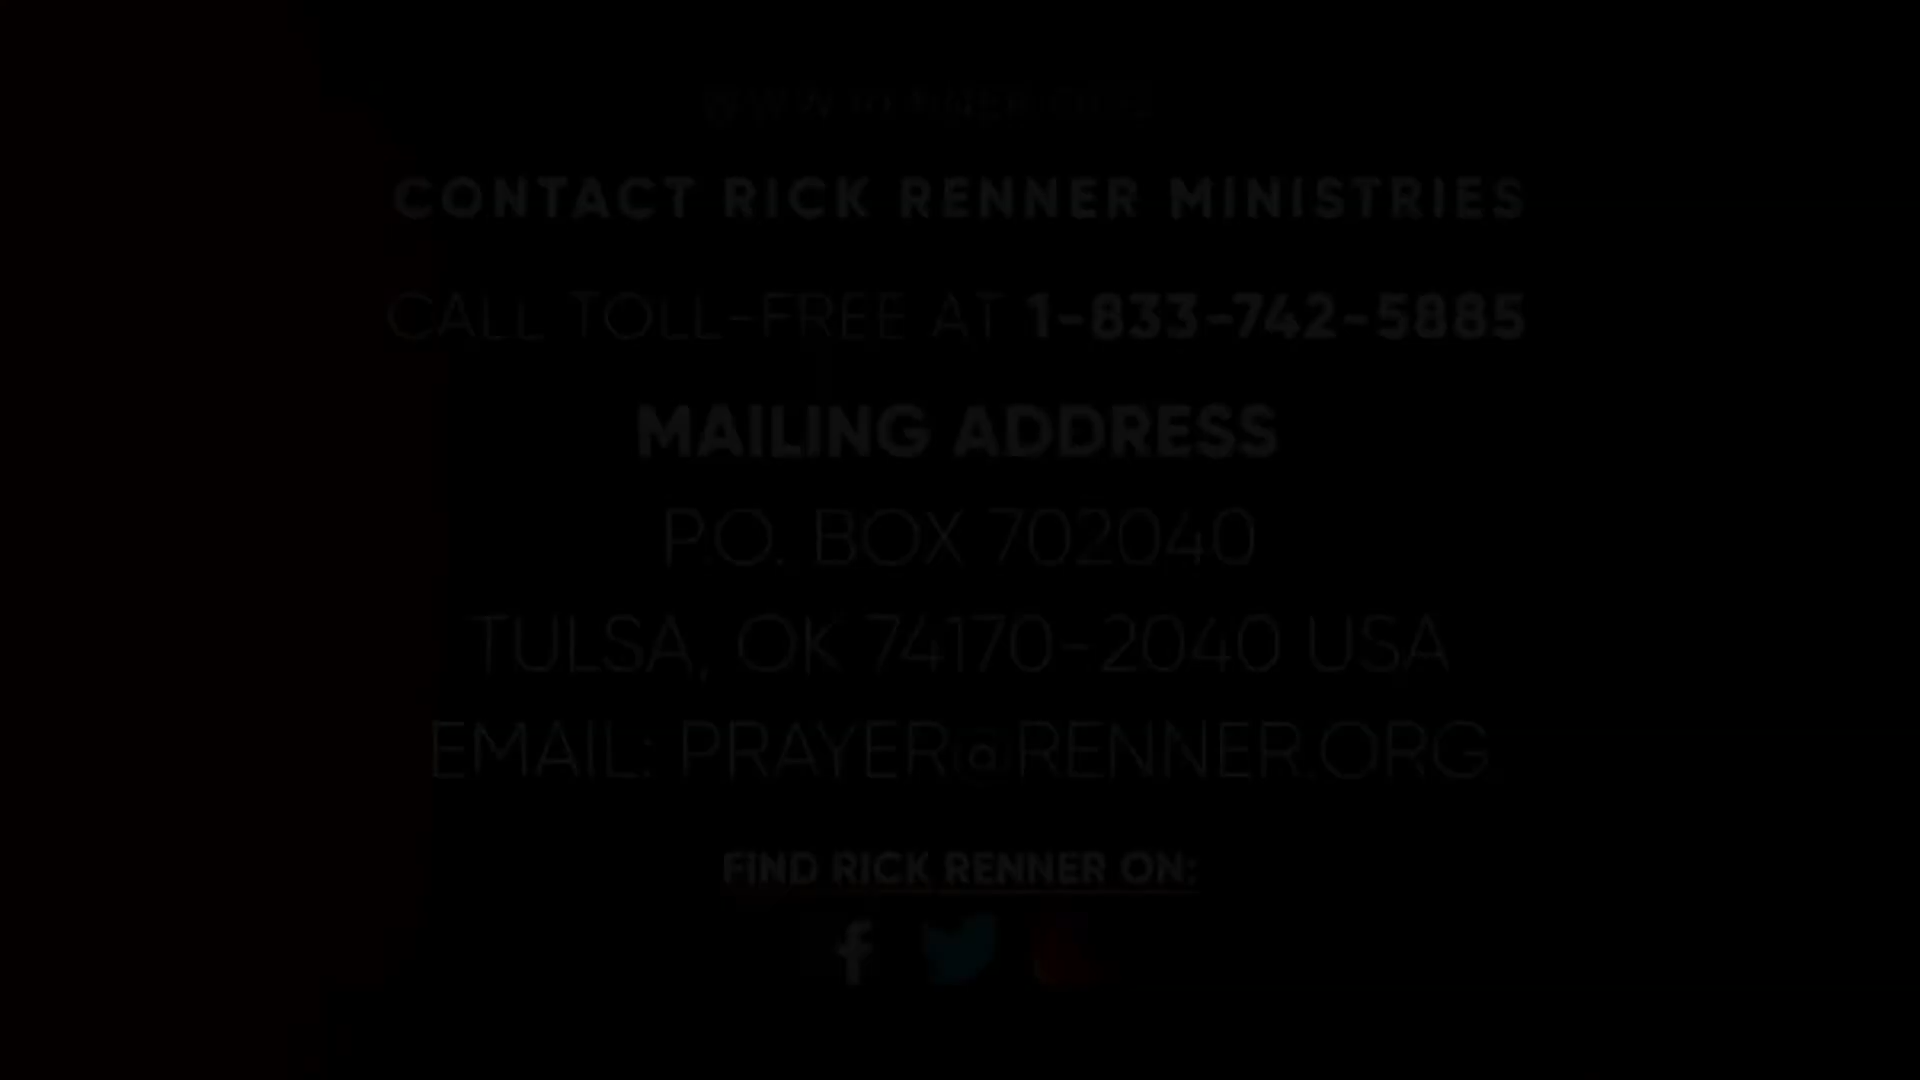 CONTACT RICK RENNER MINISTRIES
CALL TOLL-FREE AT 1-833-742-5885
MAILING ADDRESS
P.O. BOX 702040
TULSA, OK 74170-2040 USA
EMAIL: PRAYER@RENNER.ORG
FIND RICK RENNER ON: